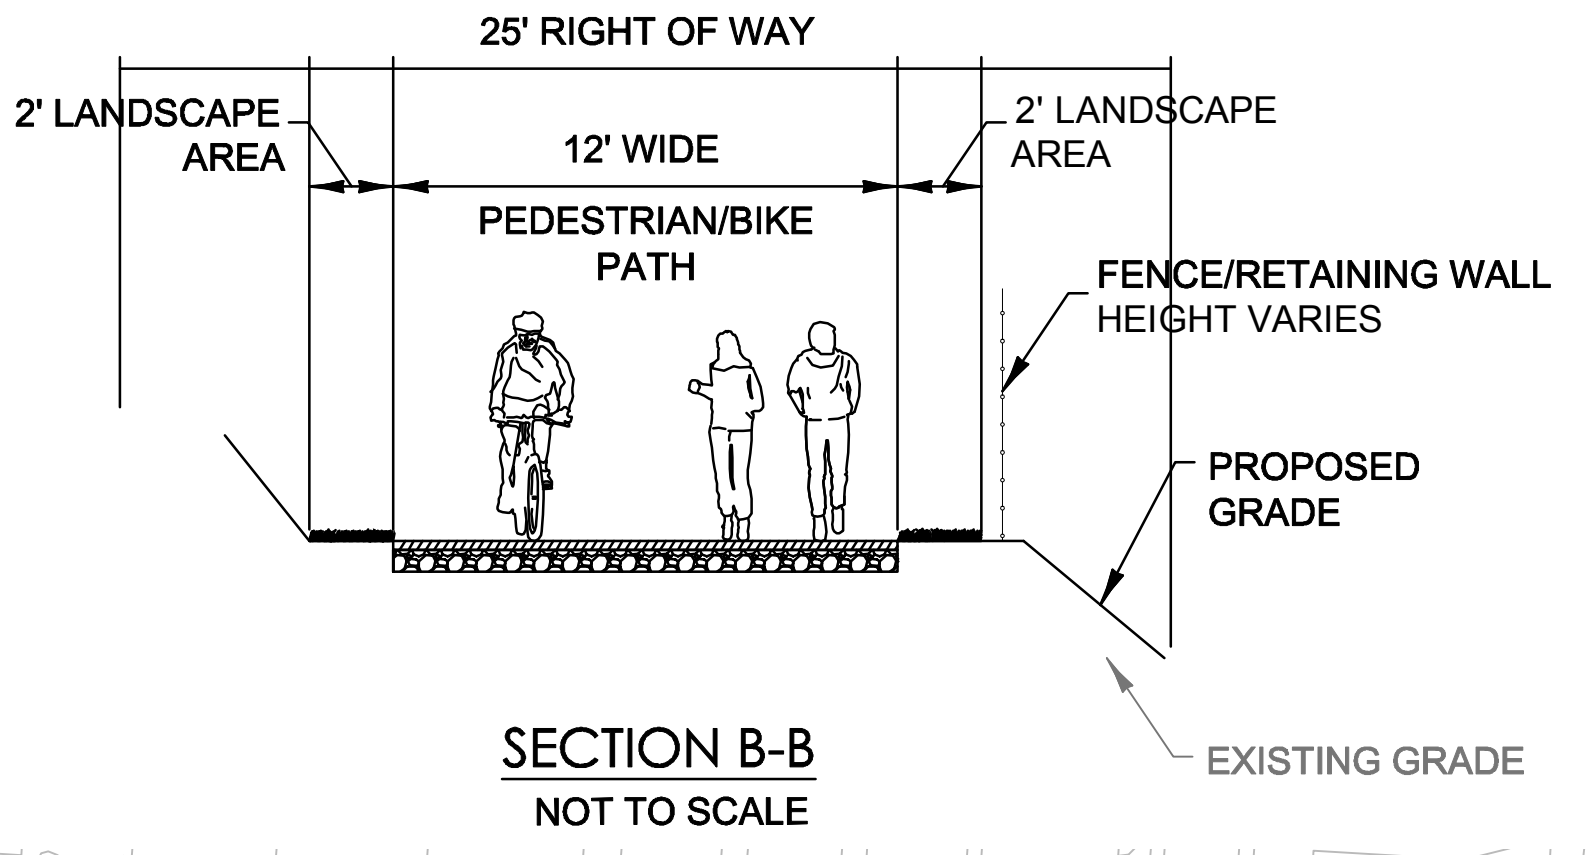 25' RIGHT OF WAY
2' LANDSCAPE
AREA
12' WIDE
2' LANDSCAPE
AREA
PEDESTRIAN/BIKE
PATH
FENCE/RETAINING WALL
HEIGHT VARIES
PROPOSED
GRADE
EXISTING GRADE
SECTION B-B
NOT TO SCALE